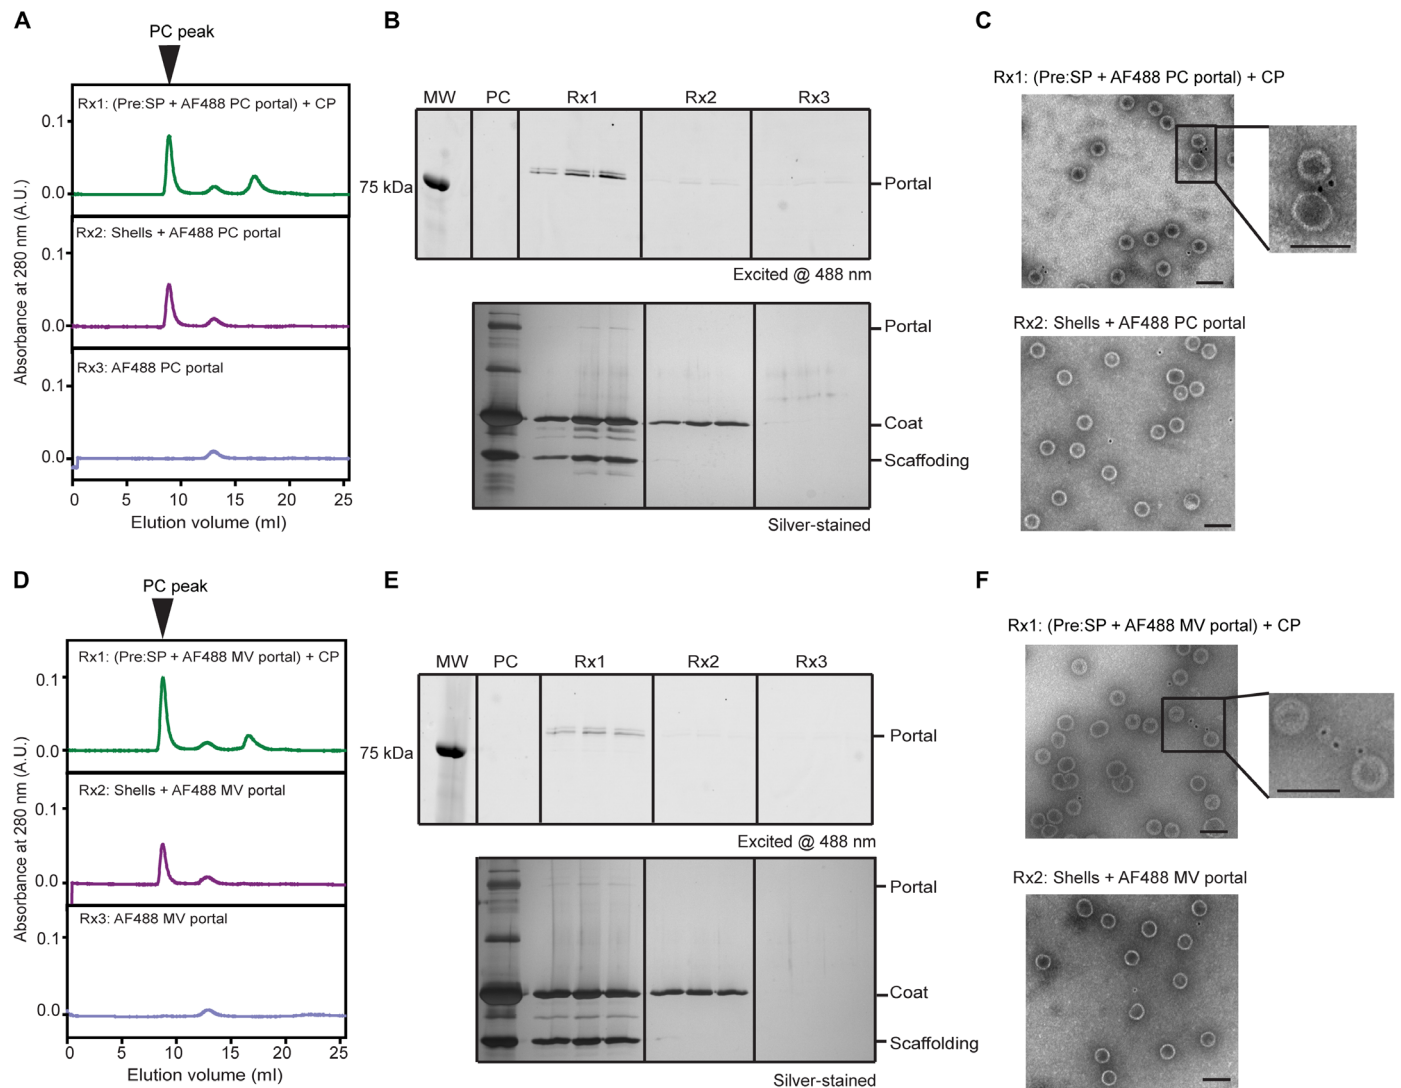 A
PC peak
Rx1: (Pre:SP + AF488 PC portal) + CP
0.1
0.0
Rx2: Shells + AF488 PC portal
0.1
0.0
Rx3: AF488 PC portal
0.1
0.0
Absorbance at 280 nm (A.U.)
0 5 10 15 20 25
Elution volume (ml)
B
MW PC Rx1 Rx2 Rx3
75 kDa
Portal
Excited @ 488 nm
Portal
Coat
Scaffoding
Silver-stained
C
Rx1: (Pre:SP + AF488 PC portal) + CP
Rx2: Shells + AF488 PC portal
D
PC peak
Rx1: (Pre:SP + AF488 MV portal) + CP
0.1
0.0
Rx2: Shells + AF488 MV portal
0.1
0.0
Rx3: AF488 MV portal
0.1
0.0
Absorbance at 280 nm (A.U.)
0 5 10 15 20 25
Elution volume (ml)
E
MW PC Rx1 Rx2 Rx3
75 kDa
Portal
Excited @ 488 nm
Portal
Coat
Scaffolding
Silver-stained
F
Rx1: (Pre:SP + AF488 MV portal) + CP
Rx2: Shells + AF488 MV portal